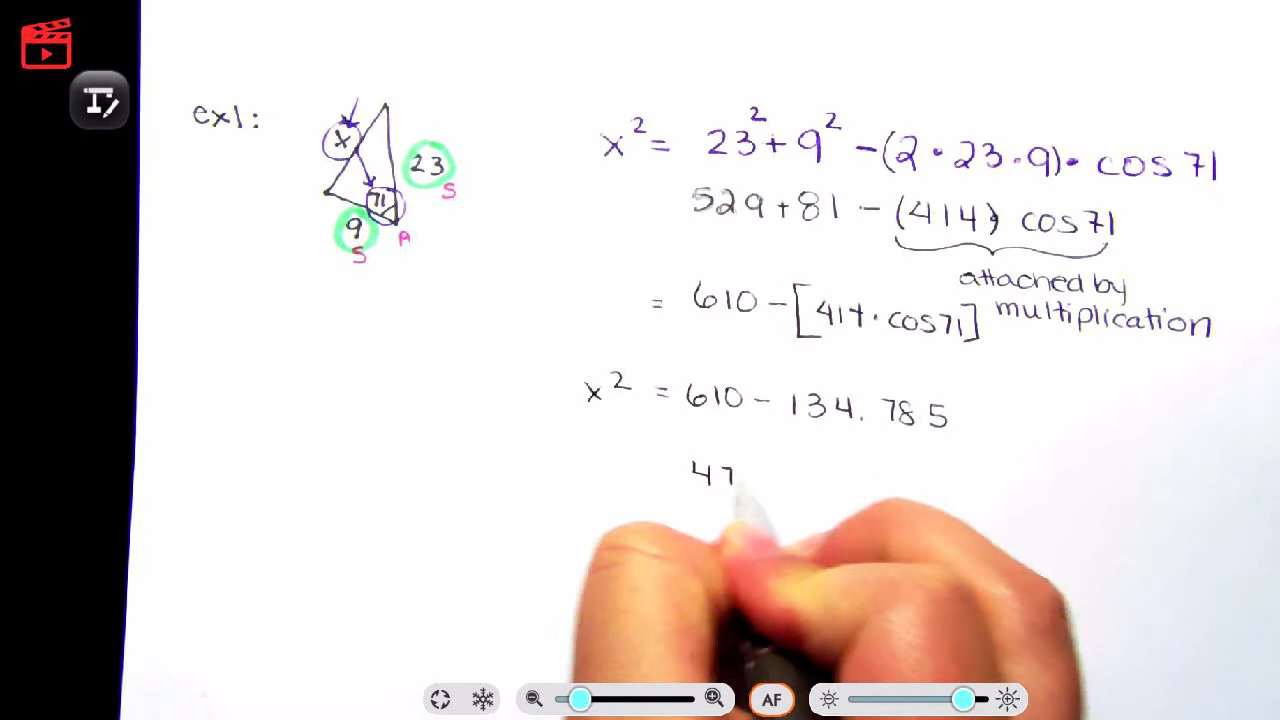 ex1:
x
23
S
71
9
S
A
x² = 23² + 9² - (2 · 23 · 9) · cos 71
529 + 81 - (414) cos 71
attached by
multiplication
= 610 - [414 · cos 71]
x² = 610 - 134.785
47
AF